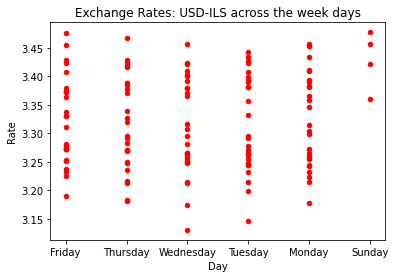 Exchange Rates: USD-ILS across the week days
3.45
3.40
3.35
3.30
3.25
3.20
3.15
Rate
Friday Thursday Wednesday Tuesday Monday Sunday
Day